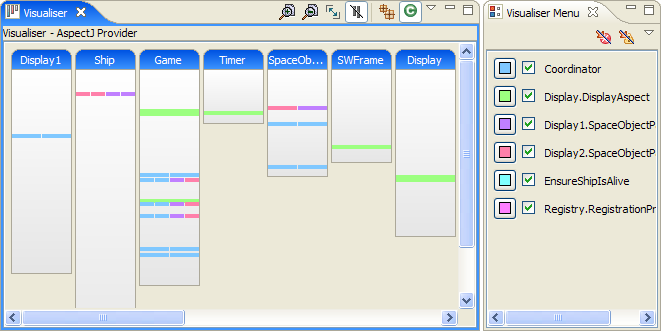 Visualiser
Visualiser - AspectJ Provider
Display1 Ship Game Timer SpaceOb... SWFrame Display
Visualiser Menu
Coordinator
Display.DisplayAspect
Display1.SpaceObjectP
Display2.SpaceObjectP
EnsureShipIsAlive
Registry.RegistrationPr